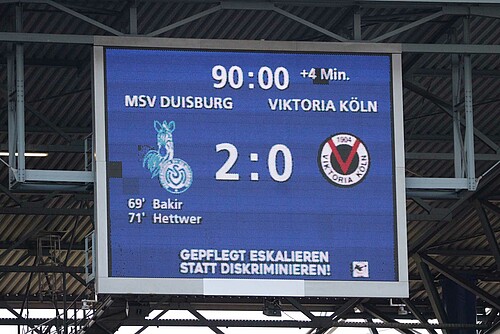 90:00 +4 Min.
MSV DUISBURG VIKTORIA KÖLN
2:0
1904
VIKTORIA KÖLN
69' Bakir
71' Hettwer
GEPFLEGT ESKALIEREN
STATT DISKRIMINIEREN!